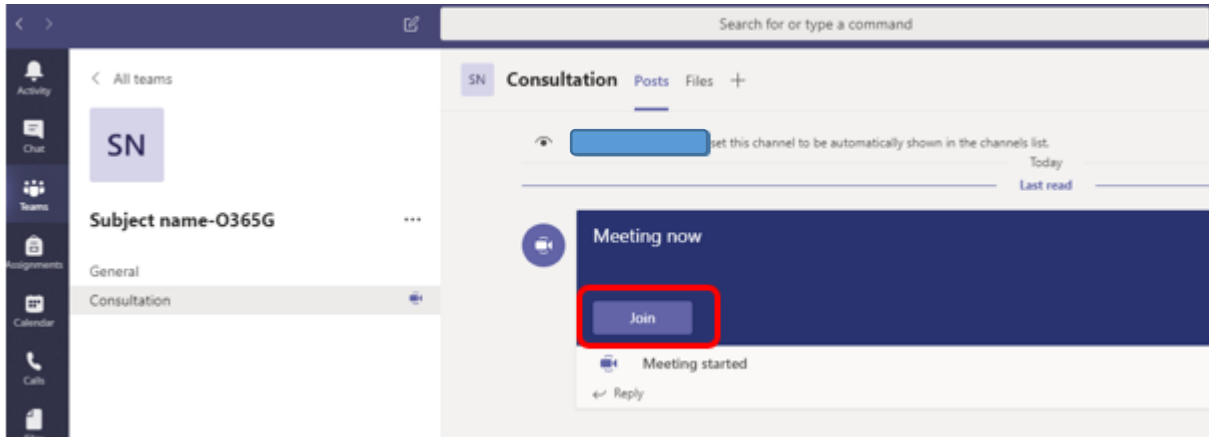 Search for or type a command
Activity
Chat
Teams
Assignments
Calendar
Calls
All teams
SN
Subject name-O365G
General
Consultation
SN Consultation Posts Files
set this channel to be automatically shown in the channels list.
Today
Last read
Meeting now
Join
Meeting started
Reply